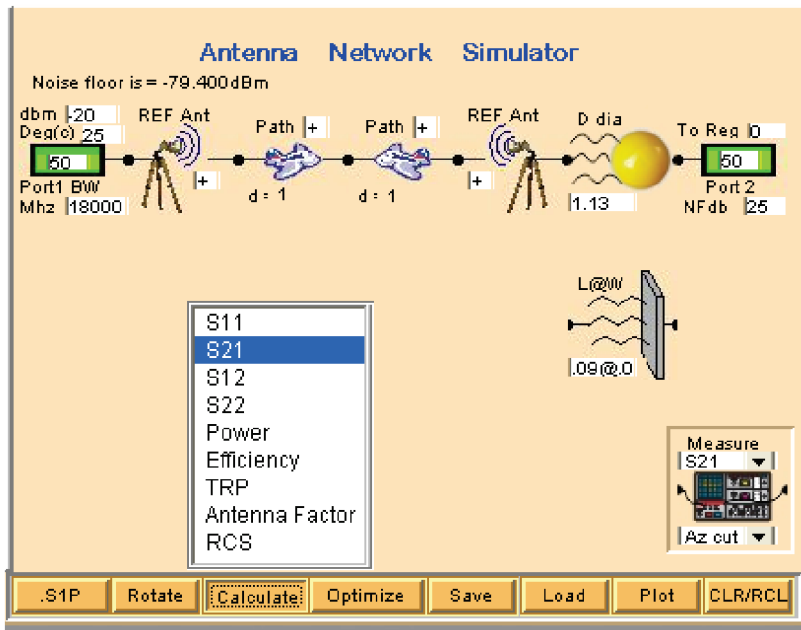 Antenna Network Simulator
Noise floor is = -79.400dBm
dbm -20
Deg(c) 25
50
Port1 BW
Mhz 18000
REF Ant
+
Path +
d = 1
Path +
d = 1
REF Ant
+
D dia
1.13
To Reg 0
50
Port 2
NFdb 25
L@W
.09@.0
S11
S21
S12
S22
Power
Efficiency
TRP
Antenna Factor
RCS
Measure
S21
Az cut
.S1P Rotate Calculate Optimize Save Load Plot CLR/RCL